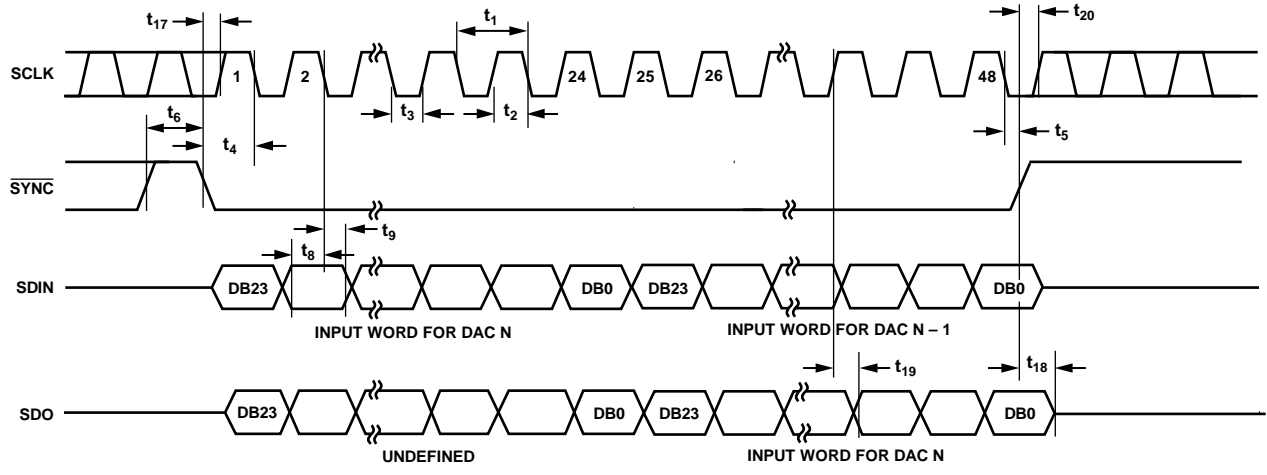 t17
t1
t20
SCLK
1
2
24
25
26
48
t3
t2
t6
t4
t5
SYNC
t8
t9
SDIN
DB23
DB0
DB23
DB0
INPUT WORD FOR DAC N
INPUT WORD FOR DAC N – 1
t19
t18
SDO
DB23
DB0
DB23
DB0
UNDEFINED
INPUT WORD FOR DAC N